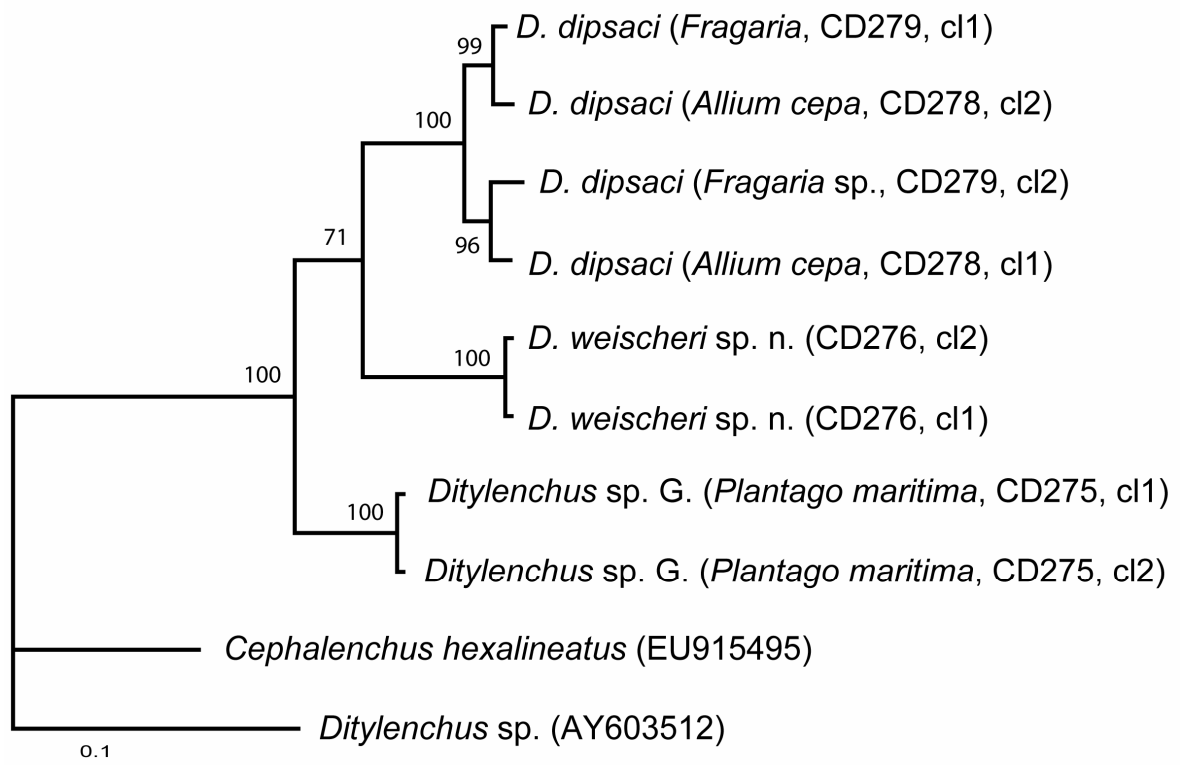 D. dipsaci (Fragaria, CD279, cl1)
99
D. dipsaci (Allium cepa, CD278, cl2)
100
D. dipsaci (Fragaria sp., CD279, cl2)
71
96
D. dipsaci (Allium cepa, CD278, cl1)
D. weischeri sp. n. (CD276, cl2)
100
100
D. weischeri sp. n. (CD276, cl1)
Ditylenchus sp. G. (Plantago maritima, CD275, cl1)
100
Ditylenchus sp. G. (Plantago maritima, CD275, cl2)
Cephalenchus hexalineatus (EU915495)
Ditylenchus sp. (AY603512)
0.1